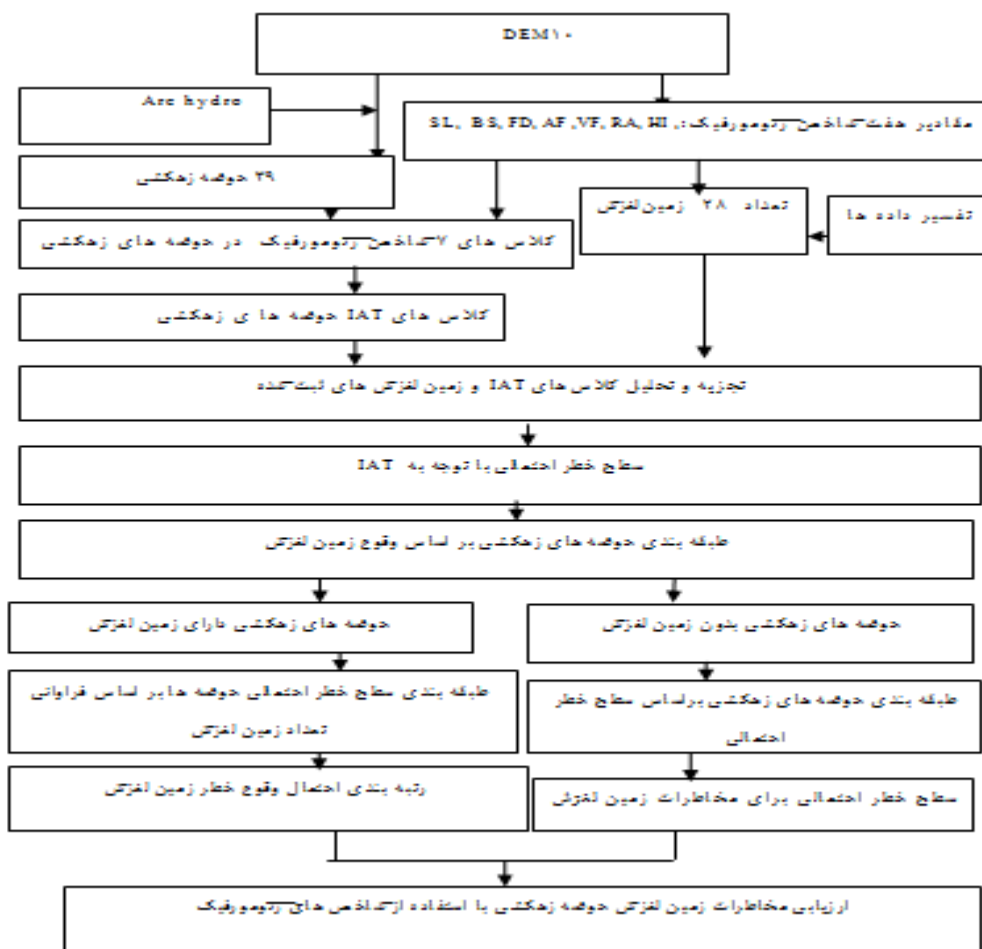 DEM۱۰
Arc hydro
مقادیر هفت شاخص ژئومورفیک: SL, BS, FD, AF, VF, RA, HI,
۳۹ حوضه زهکشی
تعداد ۲۸ زمین لغزش
تفسیر داده ها
کلاس های ۷ شاخص ژئومورفیک در حوضه های زهکشی
کلاس های IAT حوضه ها ی زهکشی
تجزیه و تحلیل کلاس های IAT و زمین لغزش های ثبت شده
سطح خطر احتمالی با توجه به IAT
طبقه بندی حوضه های زهکشی بر اساس وقوع زمین لغزش
حوضه های زهکشی بدون زمین لغزش
حوضه های زهکشی دارای زمین لغزش
طبقه بندی حوضه های زهکشی براساس سطح خطر
احتمالی
طبقه بندی سطح خطر احتمالی حوضه ها بر اساس فراوانی
تعداد زمین لغزش
سطح خطر احتمالی برای مخاطرات زمین لغزش
رتبه بندی احتمال وقوع خطر زمین لغزش
ارزیابی مخاطرات زمین لغزش حوضه زهکشی با استفاده از شاخص های ژئومورفیک